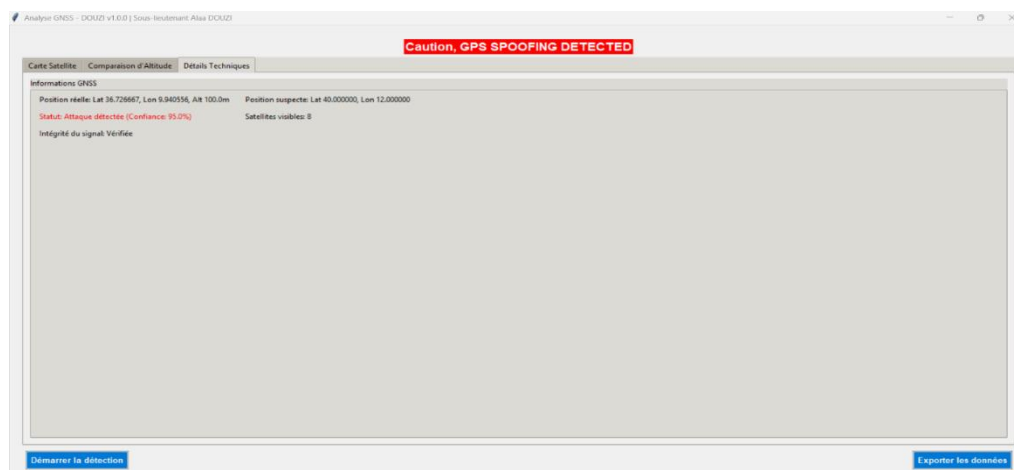 Analyse GNSS - DOUZI v1.0.0 | Sous-lieutenant Alaa DOUZI
Caution, GPS SPOOFING DETECTED
Carte Satellite Comparaison d'Altitude Détails Techniques
Informations GNSS
Position réelle: Lat 36.726667, Lon 9.940556, Alt 100.0m Position suspecte: Lat 40.000000, Lon 12.000000
Statut: Attaque détectée (Confiance: 95.0%) Satellites visibles: 8
Intégrité du signal: Vérifiée
Démarrer la détection Exporter les données